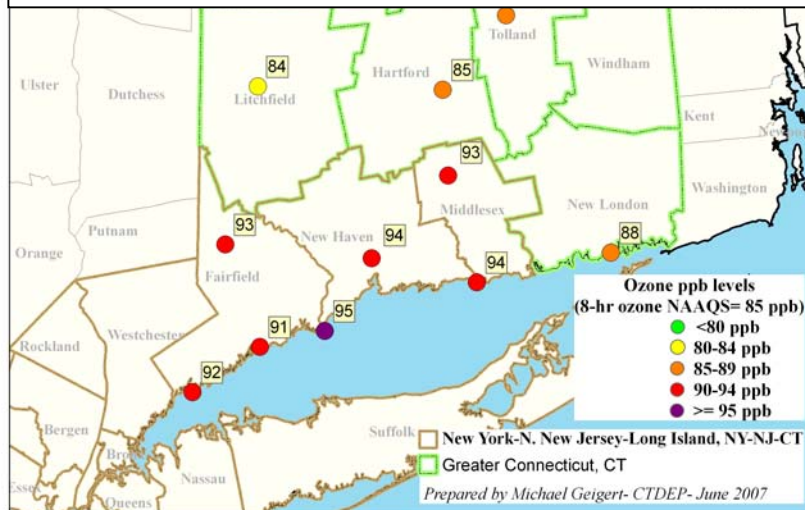 Tolland
84
Hartford
85
Ulster
Windham
Dutchess
Litchfield
Kent
93
Washington
Middlesex
New London
93
94
88
Putnam
New Haven
Orange
94
Fairfield
Ozone ppb levels
(8-hr ozone NAAQS= 85 ppb)
<80 ppb
80-84 ppb
85-89 ppb
90-94 ppb
>= 95 ppb
95
91
Westchester
Rockland
92
Bergen
Suffolk
New York-N. New Jersey-Long Island, NY-NJ-CT
Greater Connecticut, CT
Nassau
Essex
Queens
Prepared by Michael Geigert- CTDEP- June 2007